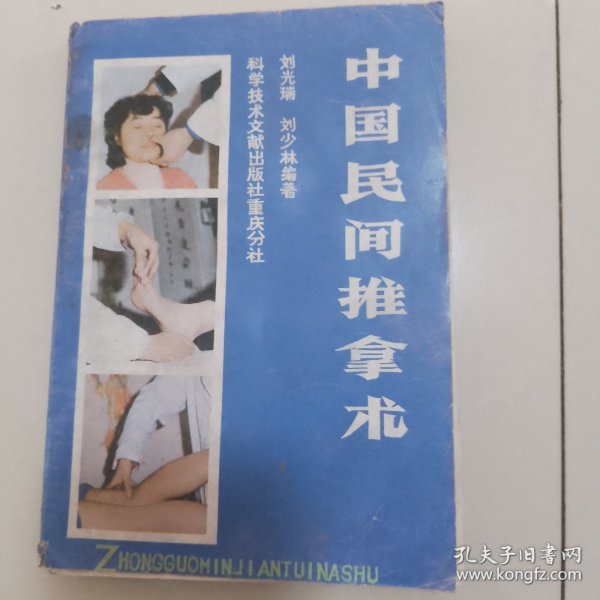 中国民间推拿术
刘光瑞 刘少林编著
科学技术文献出版社重庆分社
ZHONGGUOMINJIANTUINASHU
孔夫子旧书网
www.kongfz.com